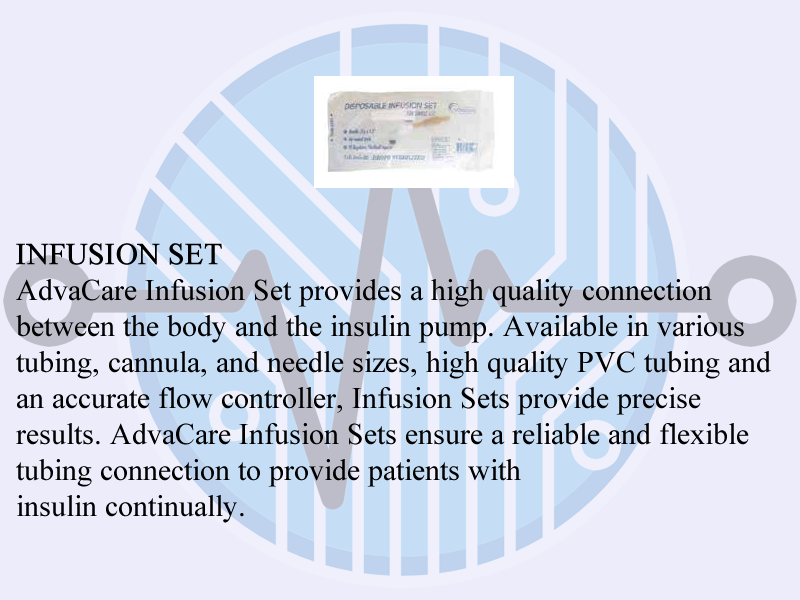 DISPOSABLE INFUSION SET
INFUSION SET
AdvaCare Infusion Set provides a high quality connection
between the body and the insulin pump. Available in various
tubing, cannula, and needle sizes, high quality PVC tubing and
an accurate flow controller, Infusion Sets provide precise
results. AdvaCare Infusion Sets ensure a reliable and flexible
tubing connection to provide patients with
insulin continually.